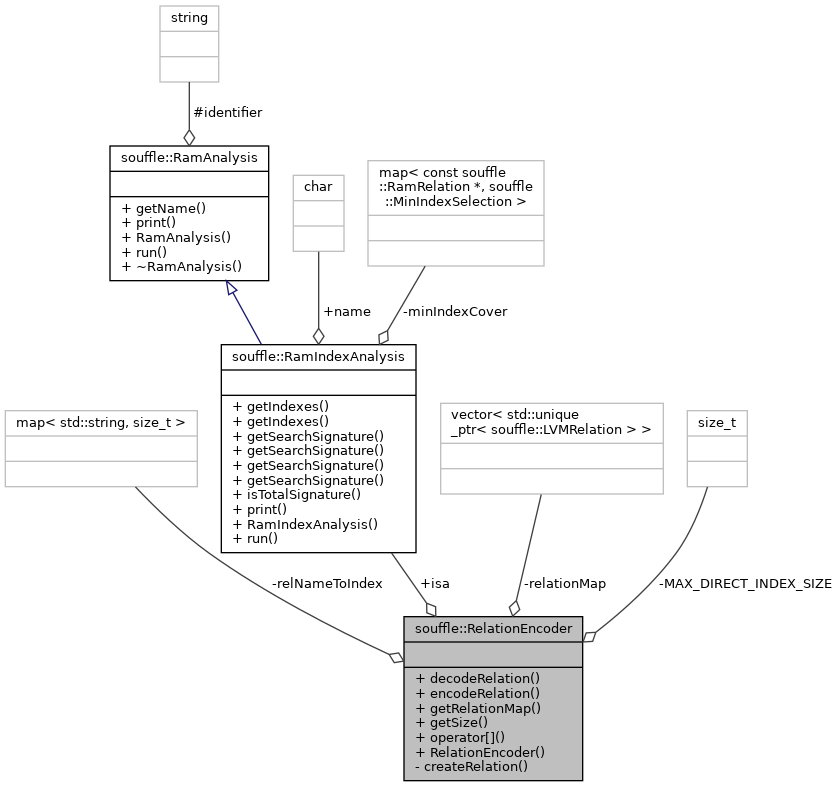 string
#identifier
souffle::RamAnalysis
+ getName()
+ print()
+ RamAnalysis()
+ run()
+ ~RamAnalysis()
char
map< const souffle
::RamRelation *, souffle
::MinIndexSelection >
+name
-minIndexCover
souffle::RamIndexAnalysis
+ getIndexes()
+ getIndexes()
+ getSearchSignature()
+ getSearchSignature()
+ getSearchSignature()
+ getSearchSignature()
+ isTotalSignature()
+ print()
+ RamIndexAnalysis()
+ run()
map< std::string, size_t >
vector< std::unique
_ptr< souffle::LVMRelation > >
size_t
-relNameToIndex
+isa
-relationMap
-MAX_DIRECT_INDEX_SIZE
souffle::RelationEncoder
+ decodeRelation()
+ encodeRelation()
+ getRelationMap()
+ getSize()
+ operator[]()
+ RelationEncoder()
- createRelation()